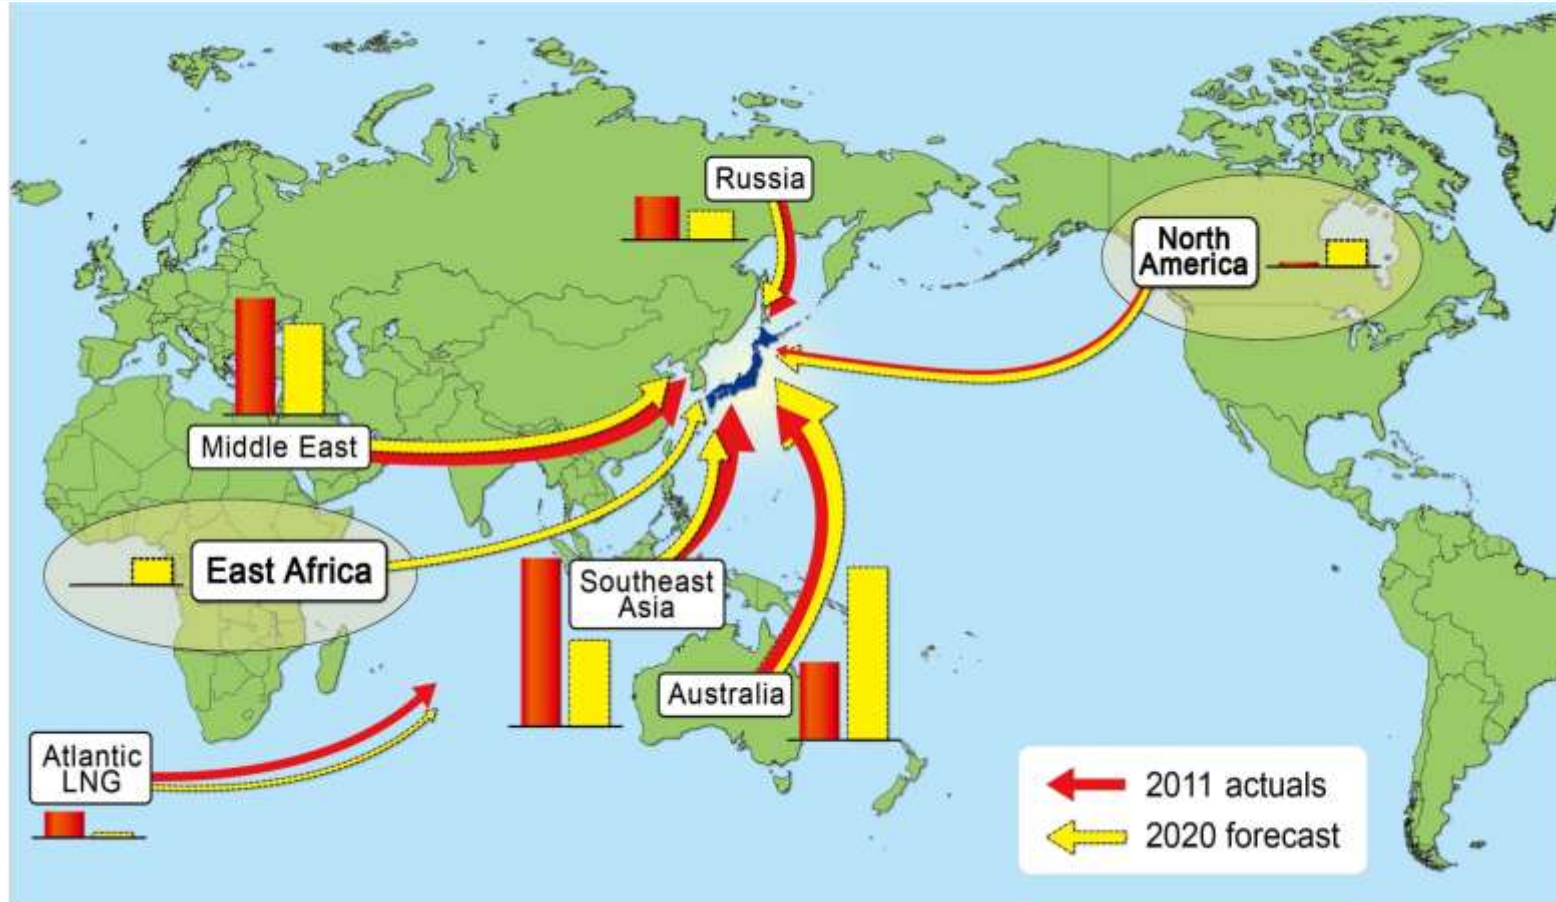 Russia
North
America
Middle East
East Africa
Southeast
Asia
Australia
Atlantic
LNG
2011 actuals
2020 forecast